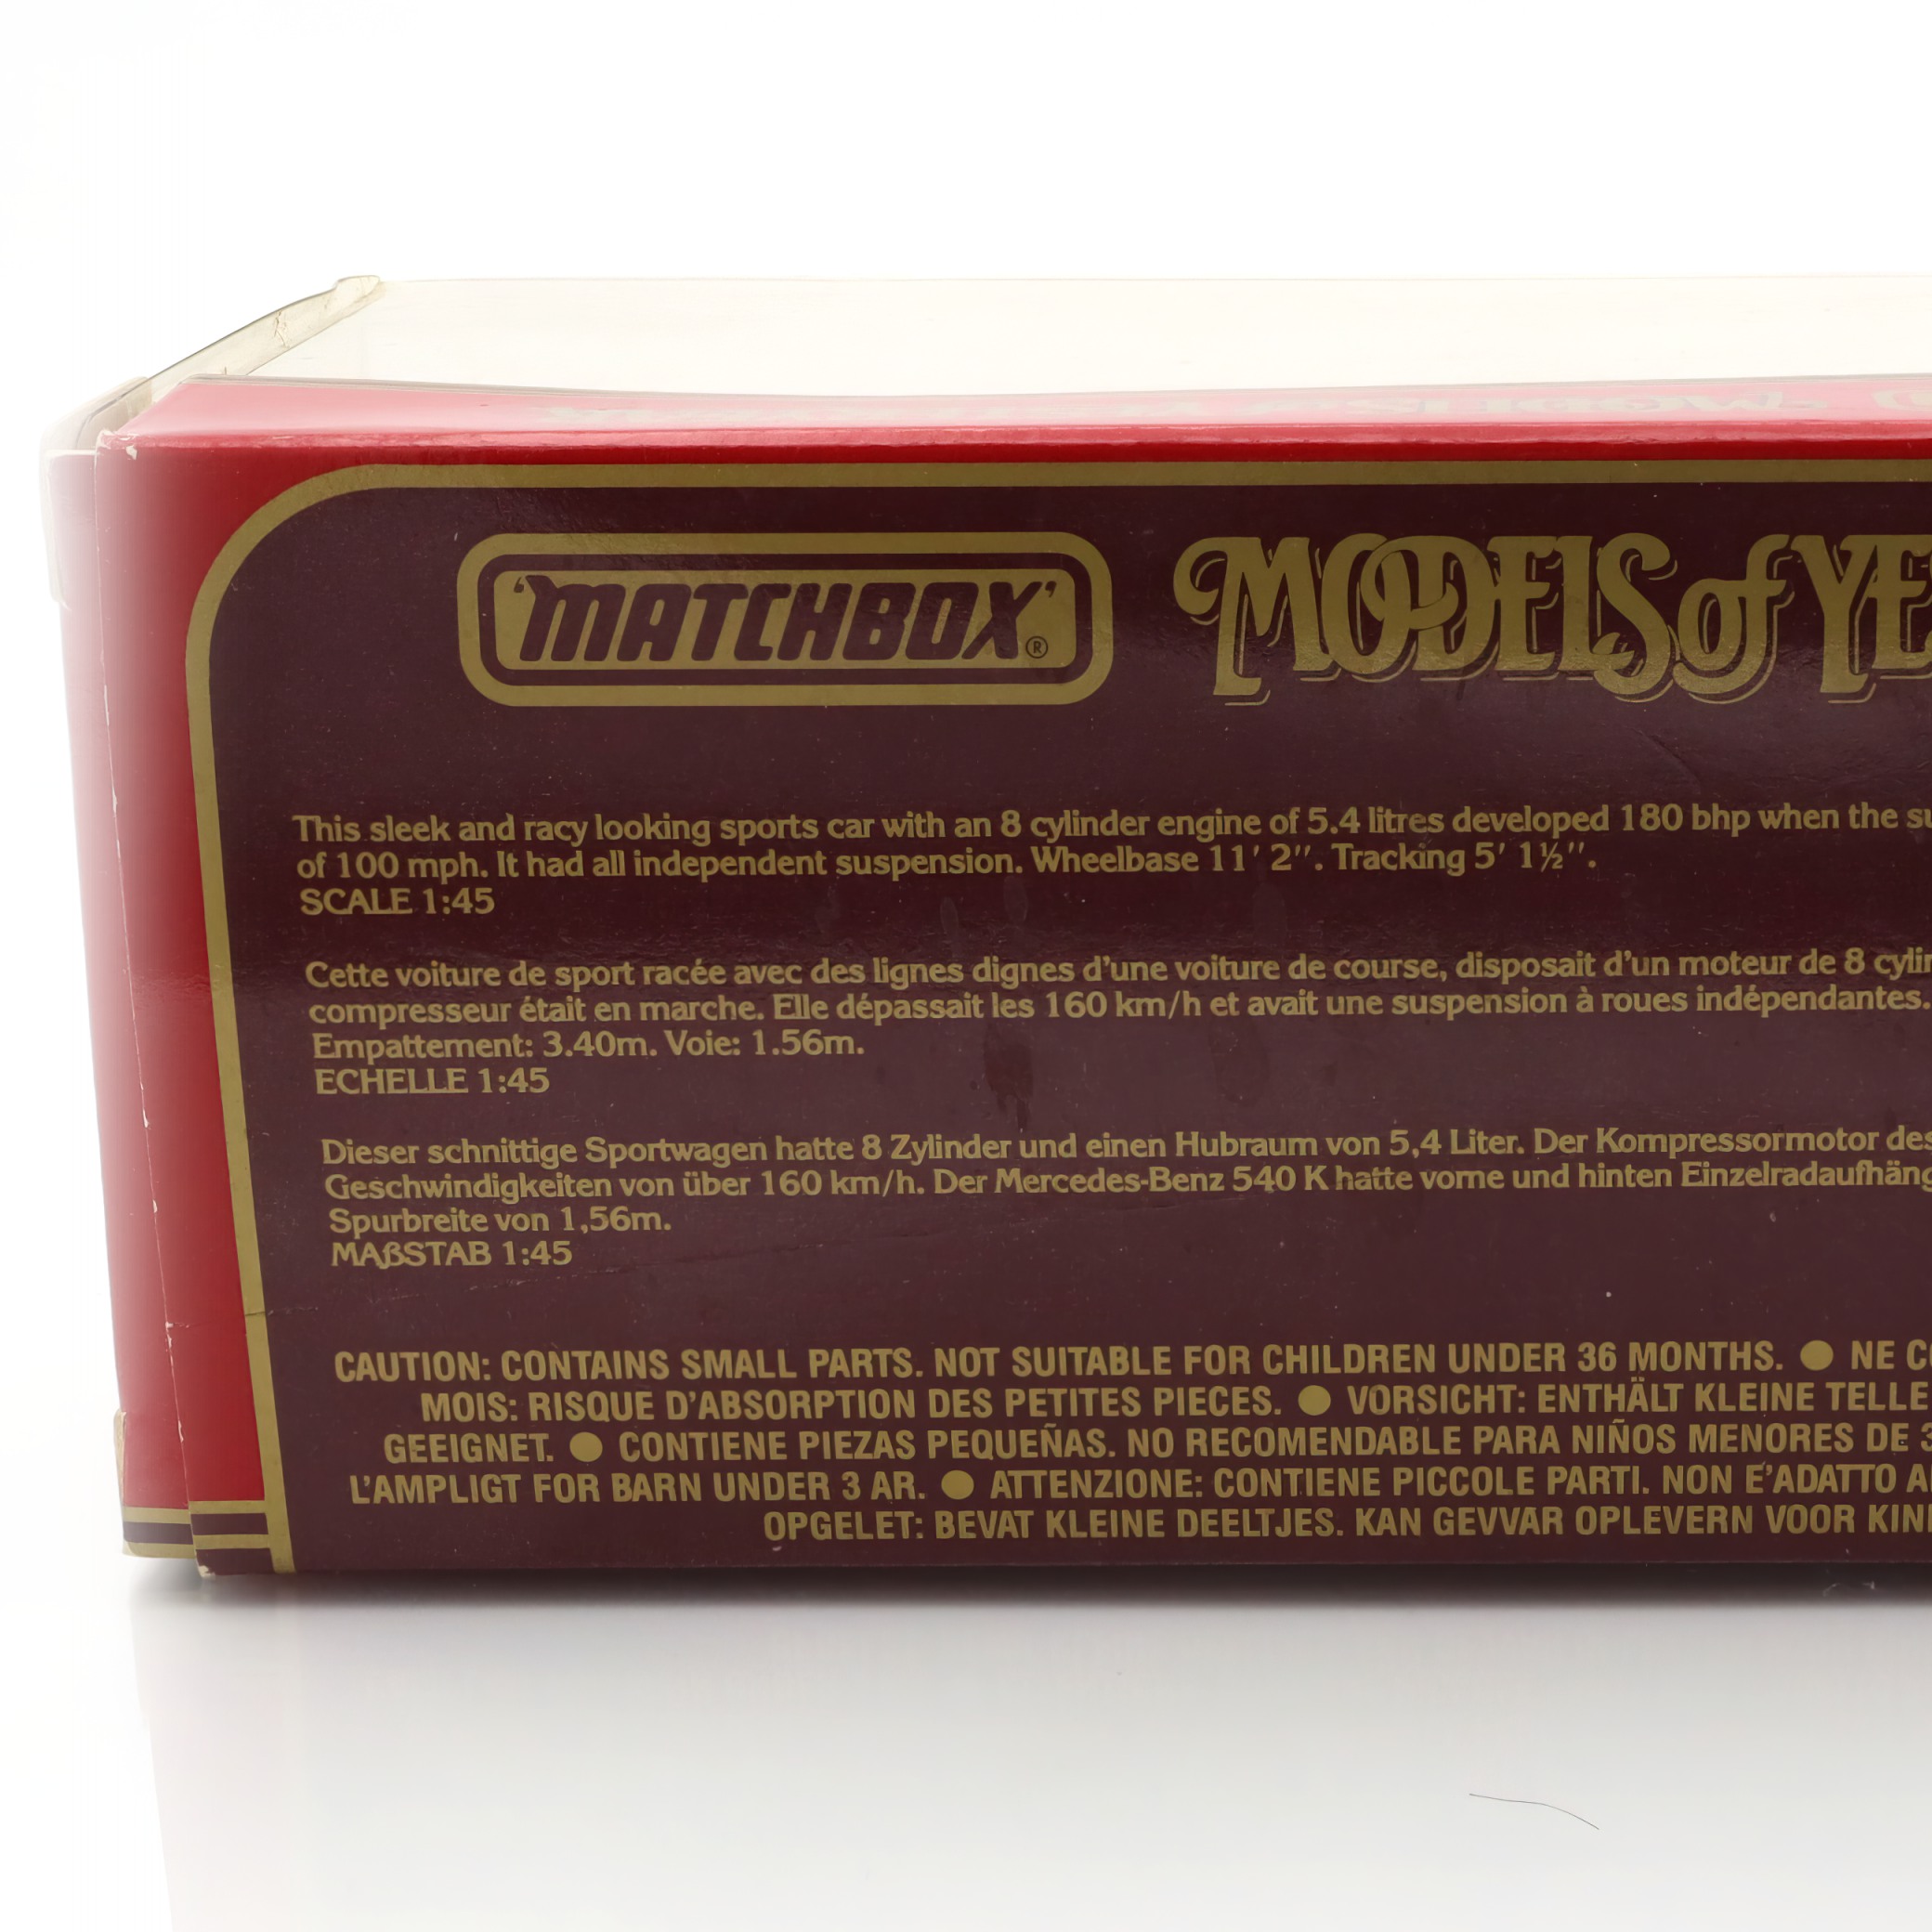 'MATCHBOX'®
MODELS of YES
This sleek and racy looking sports car with an 8 cylinder engine of 5.4 litres developed 180 bhp when the su
of 100 mph. It had all independent suspension. Wheelbase 11' 2''. Tracking 5' 1½''.
SCALE 1:45
Cette voiture de sport racée avec des lignes dignes d'une voiture de course, disposait d'un moteur de 8 cylin
compresseur était en marche. Elle dépassait les 160 km/h et avait une suspension à roues indépendantes.
Empattement: 3.40m. Voie: 1.56m.
ECHELLE 1:45
Dieser schnittige Sportwagen hatte 8 Zylinder und einen Hubraum von 5,4 Liter. Der Kompressormotor des
Geschwindigkeiten von über 160 km/h. Der Mercedes-Benz 540 K hatte vorne und hinten Einzelradaufhäng
Spurbreite von 1,56m.
MAßSTAB 1:45
CAUTION: CONTAINS SMALL PARTS. NOT SUITABLE FOR CHILDREN UNDER 36 MONTHS. ● NE CO
MOIS: RISQUE D'ABSORPTION DES PETITES PIECES. ● VORSICHT: ENTHÄLT KLEINE TELLE
GEEIGNET. ● CONTIENE PIEZAS PEQUEÑAS. NO RECOMENDABLE PARA NIÑOS MENORES DE 3
L'AMPLIGT FOR BARN UNDER 3 AR. ● ATTENZIONE: CONTIENE PICCOLE PARTI. NON E'ADATTO A
OPGELET: BEVAT KLEINE DEELTJES. KAN GEVVAR OPLEVERN VOOR KIN